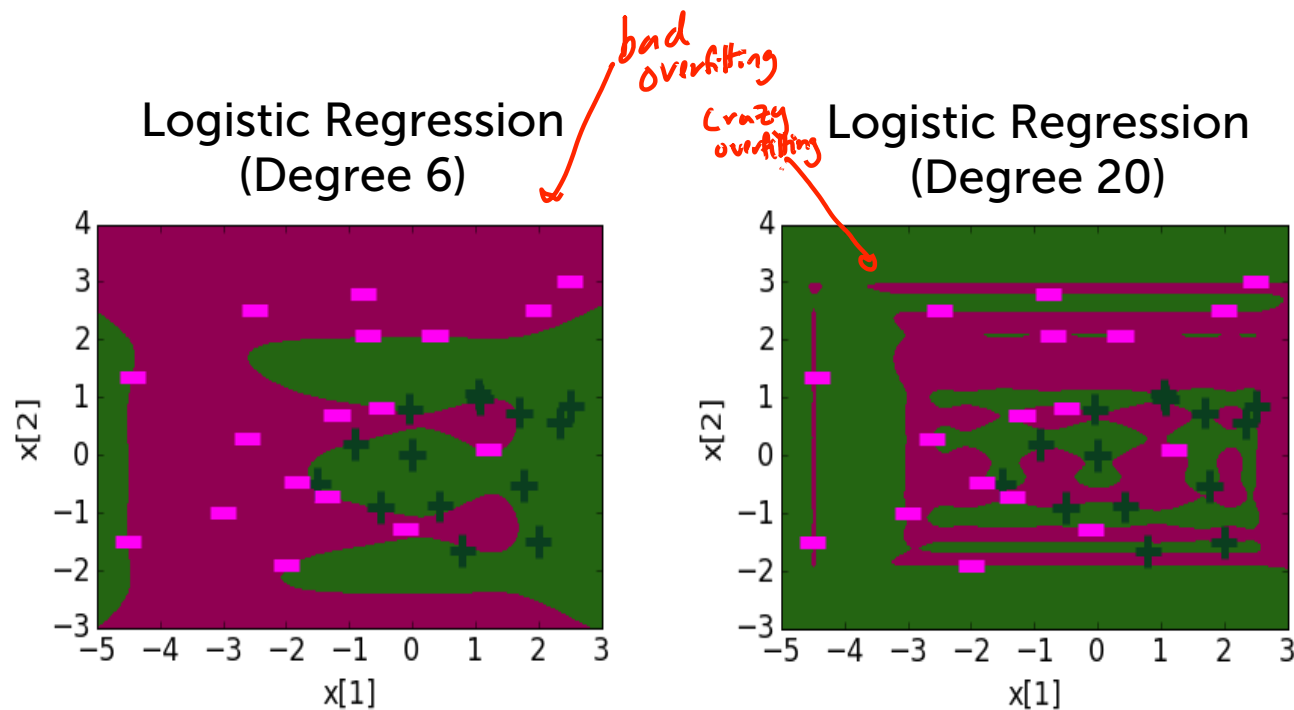 bad
overfitting
Logistic Regression
(Degree 6)
Crazy
overfitting
Logistic Regression
(Degree 20)
4
3
2
1
0
−1
−2
−3
x[2]
−5 −4 −3 −2 −1 0 1 2 3
x[1]
4
3
2
1
0
−1
−2
−3
x[2]
−5 −4 −3 −2 −1 0 1 2 3
x[1]